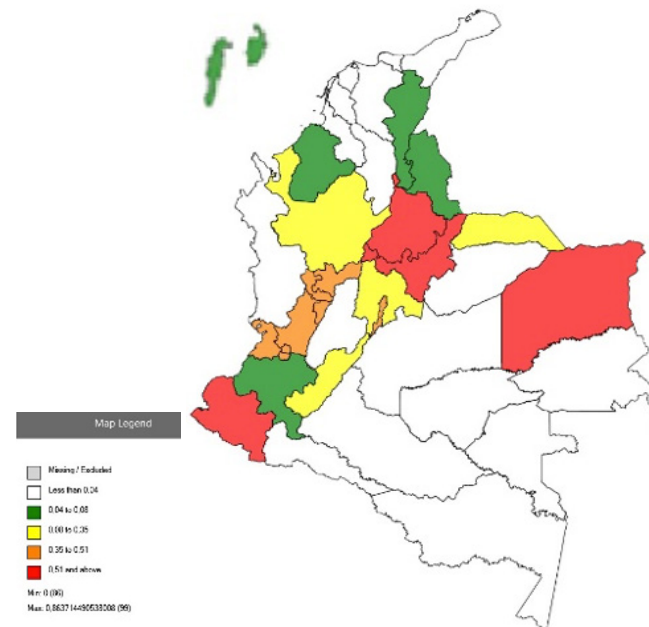 Map Legend
Missing / Excluded
Less than 0,04
0,04 to 0,08
0,08 to 0,35
0,35 to 0,51
0,51 and above
Min: 0 (86)
Max: 0,863714490538008 (99)